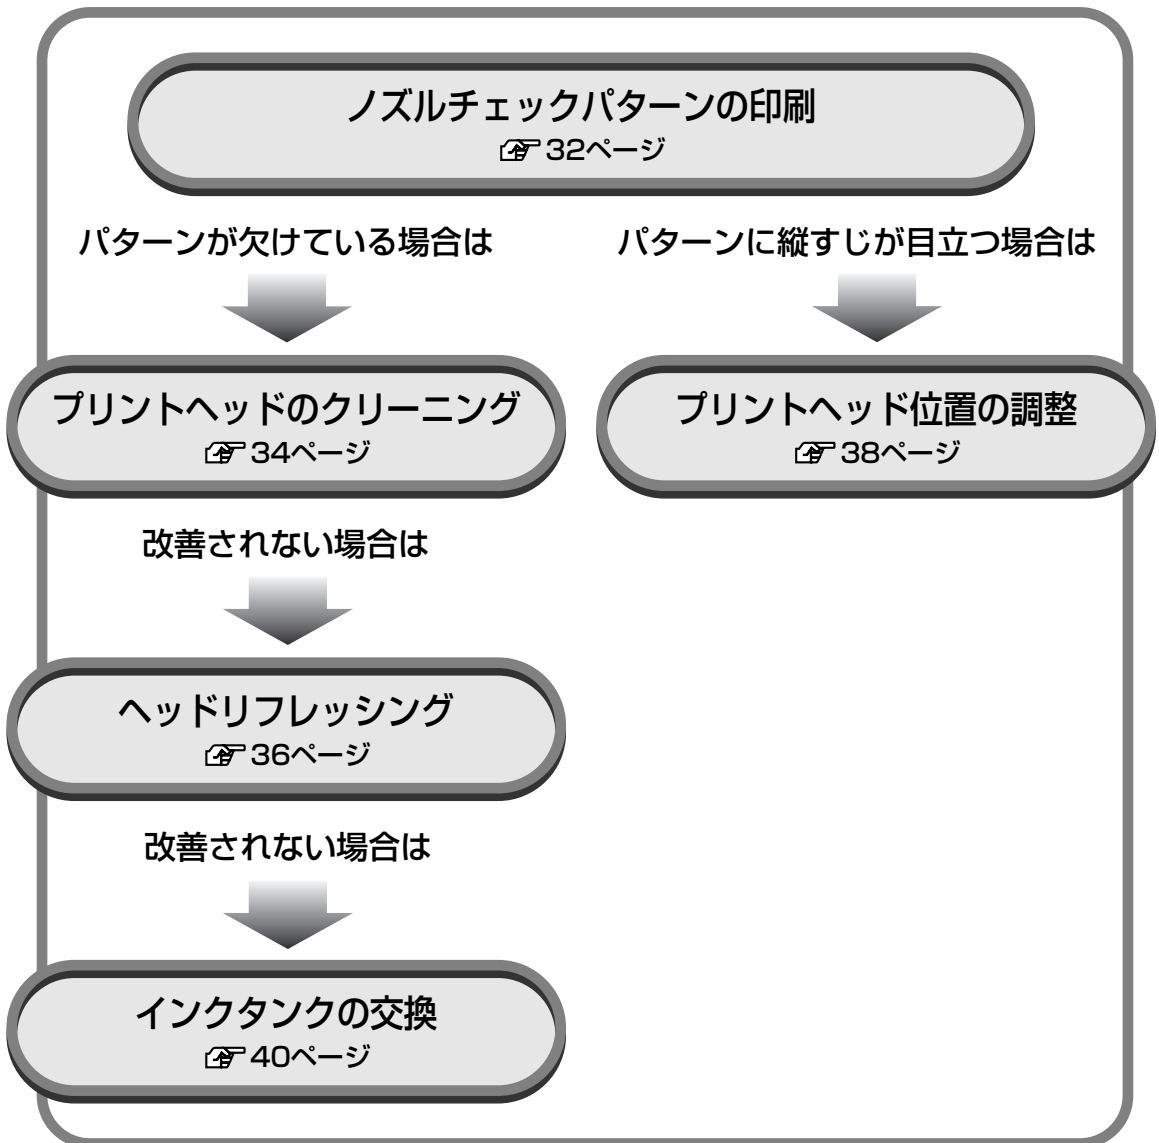 ノズルチェックパターンの印刷
32ページ
パターンが欠けている場合は
パターンに縦すじが目立つ場合は
プリントヘッドのクリーニング
34ページ
プリントヘッド位置の調整
38ページ
改善されない場合は
ヘッドリフレッシング
36ページ
改善されない場合は
インクタンクの交換
40ページ